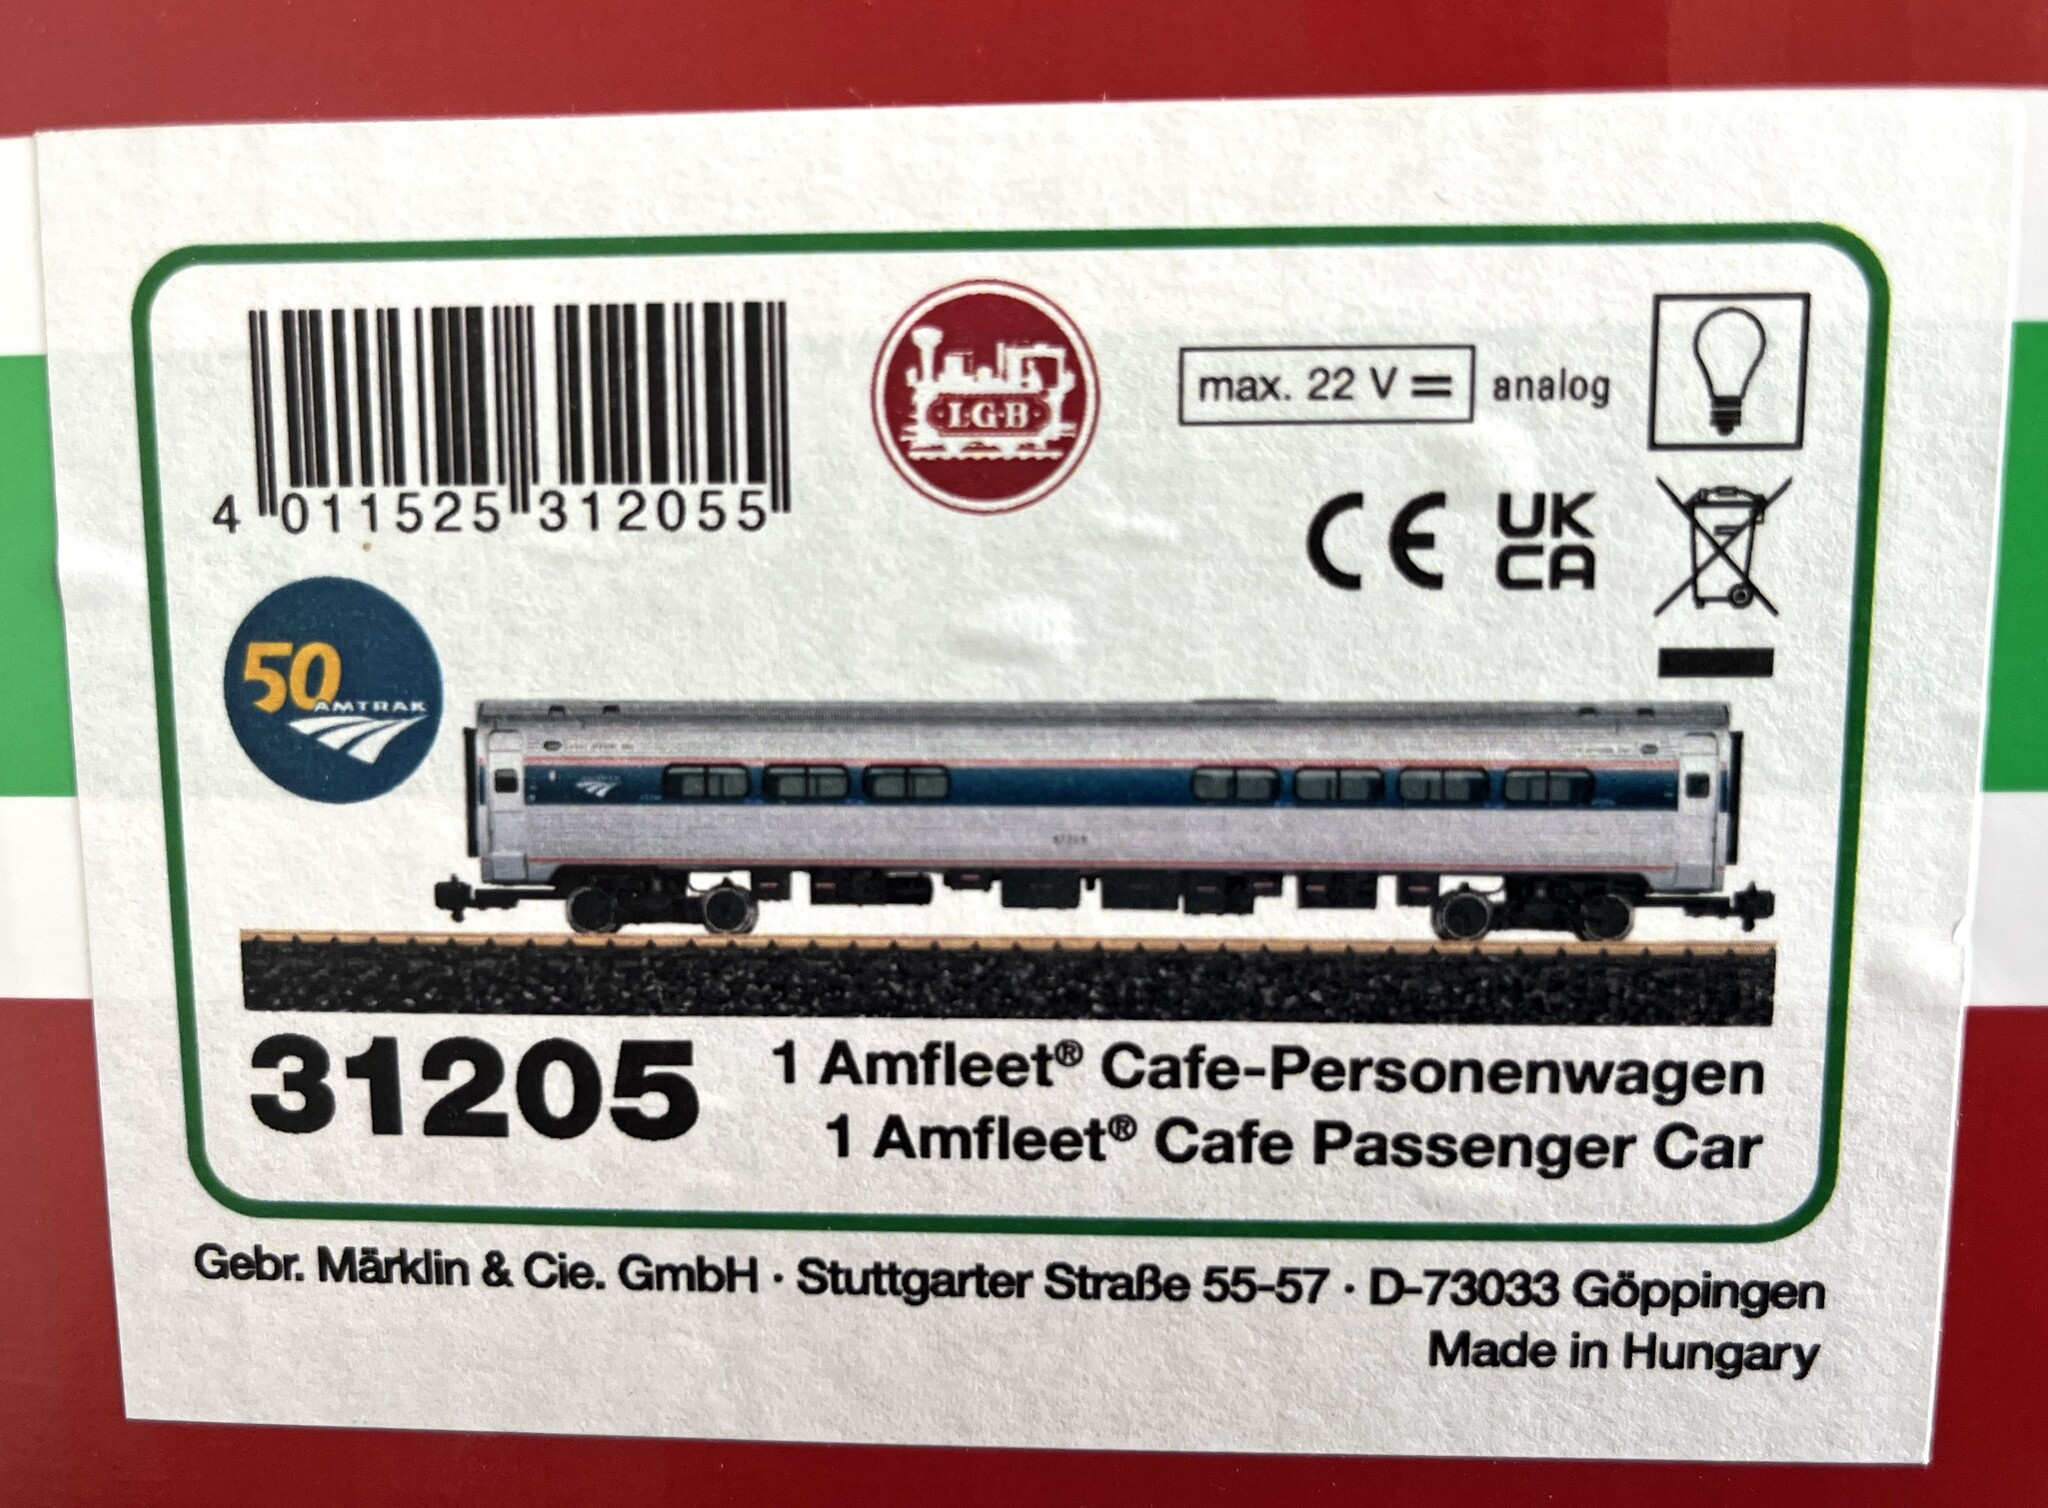 4 011525 312055
L·G·B
max. 22 V
analog
CE
UK
CA
50
AMTRAK
31205
1 Amfleet® Cafe-Personenwagen
1 Amfleet® Cafe Passenger Car
Gebr. Märklin & Cie. GmbH · Stuttgarter Straße 55-57 · D-73033 Göppingen
Made in Hungary